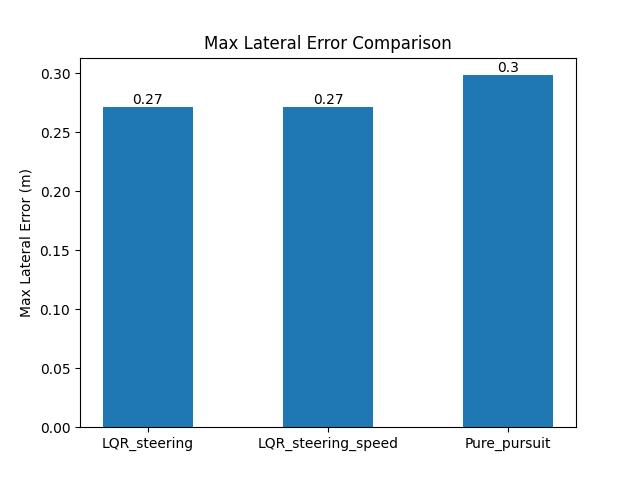 Max Lateral Error Comparison
Max Lateral Error (m)
0.30
0.25
0.20
0.15
0.10
0.05
0.00
0.27
0.27
0.3
LQR_steering
LQR_steering_speed
Pure_pursuit